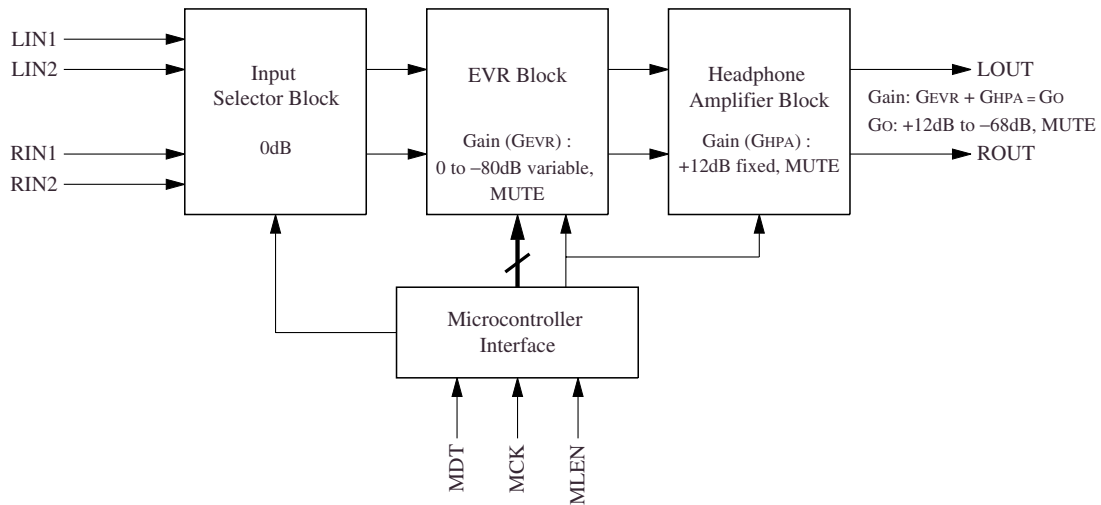 LIN1
LIN2
RIN1
RIN2
Input
Selector Block
0dB
EVR Block
Gain (GEVR) :
0 to −80dB variable,
MUTE
Headphone
Amplifier Block
Gain (GHPA) :
+12dB fixed, MUTE
LOUT
Gain: GEVR + GHPA = GO
GO: +12dB to −68dB, MUTE
ROUT
Microcontroller
Interface
MDT
MCK
MLEN